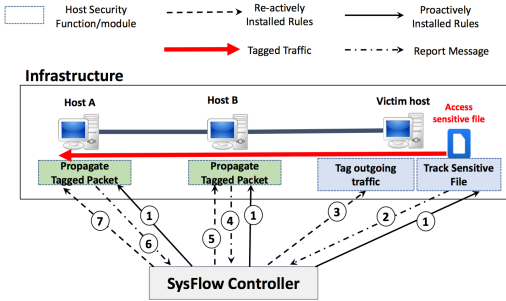 Host Security
Function/module
Re-actively
Installed Rules
Proactively
Installed Rules
Tagged Traffic
Report Message
Infrastructure
Host A
Host B
Victim host
Access
sensitive file
Propagate
Tagged Packet
Propagate
Tagged Packet
Tag outgoing
traffic
Track Sensitive
File
1
1
3
2
1
7
6
5
4
SysFlow Controller